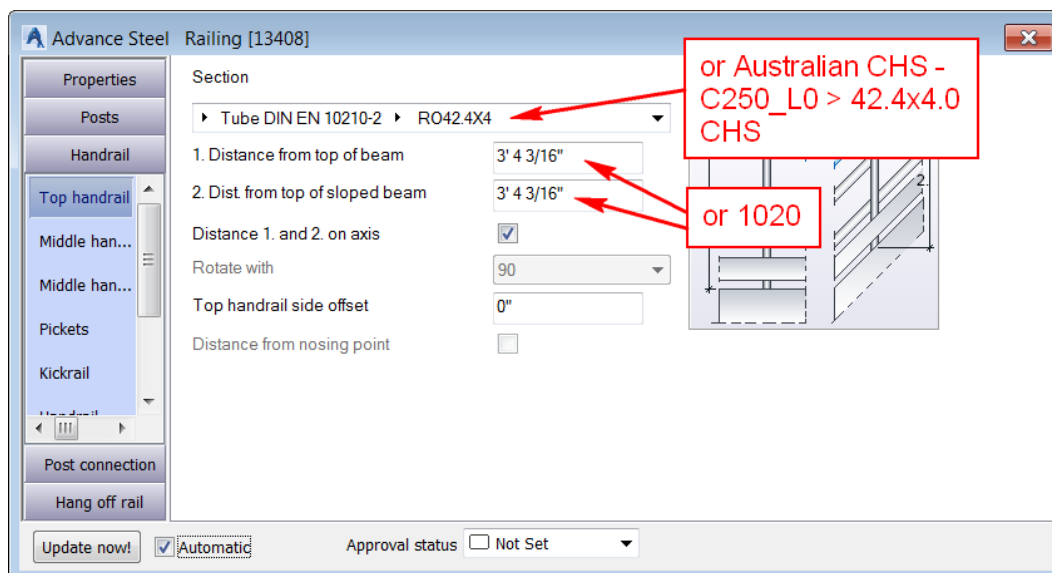 Advance Steel Railing [13408]
Properties
Posts
Handrail
Top handrail
Middle han...
Middle han...
Pickets
Kickrail
Post connection
Hang off rail
Section
Tube DIN EN 10210-2 RO42.4X4
1. Distance from top of beam 3' 4 3/16"
2. Dist. from top of sloped beam 3' 4 3/16"
Distance 1. and 2. on axis
Rotate with 90
Top handrail side offset 0"
Distance from nosing point
or Australian CHS -
C250_L0 > 42.4x4.0
CHS
or 1020
2.
Update now! Automatic Approval status Not Set